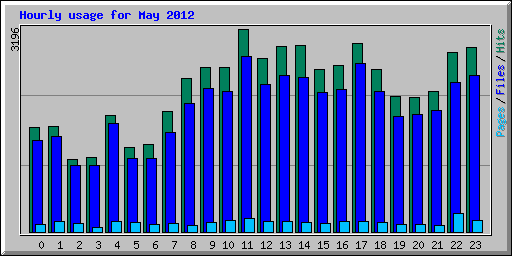 Hourly usage for May 2012
3196
Pages / Files / Hits
0 1 2 3 4 5 6 7 8 9 10 11 12 13 14 15 16 17 18 19 20 21 22 23